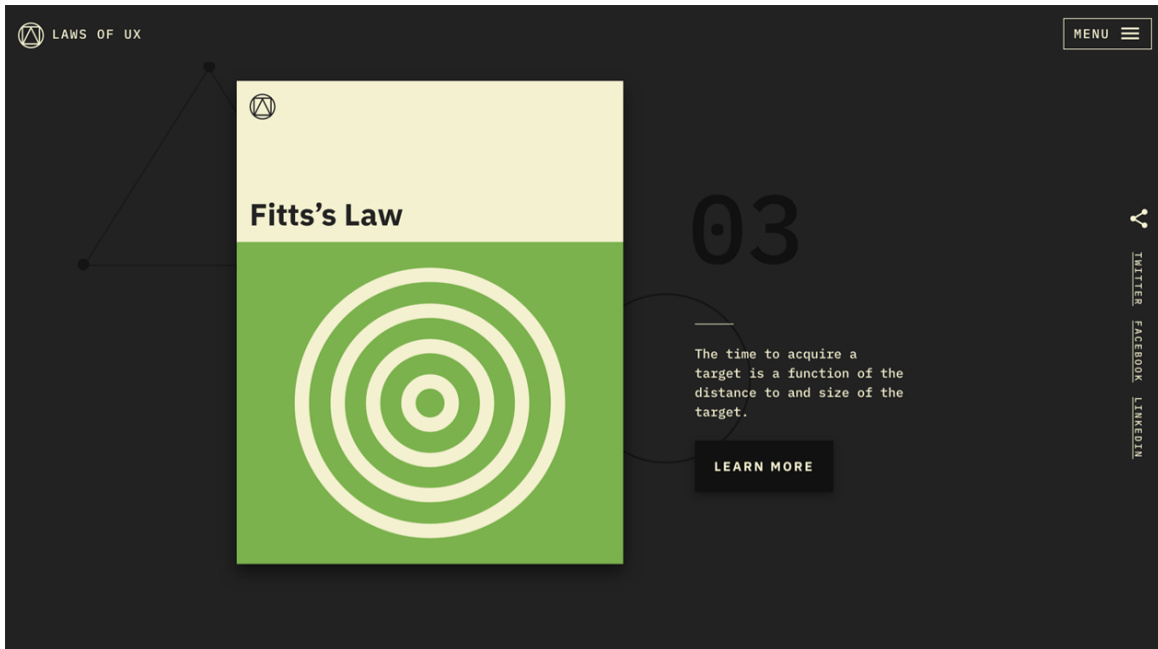 LAWS OF UX
MENU
Fitts’s Law
03
The time to acquire a
target is a function of the
distance to and size of the
target.
LEARN MORE
TWITTER
FACEBOOK
LINKEDIN